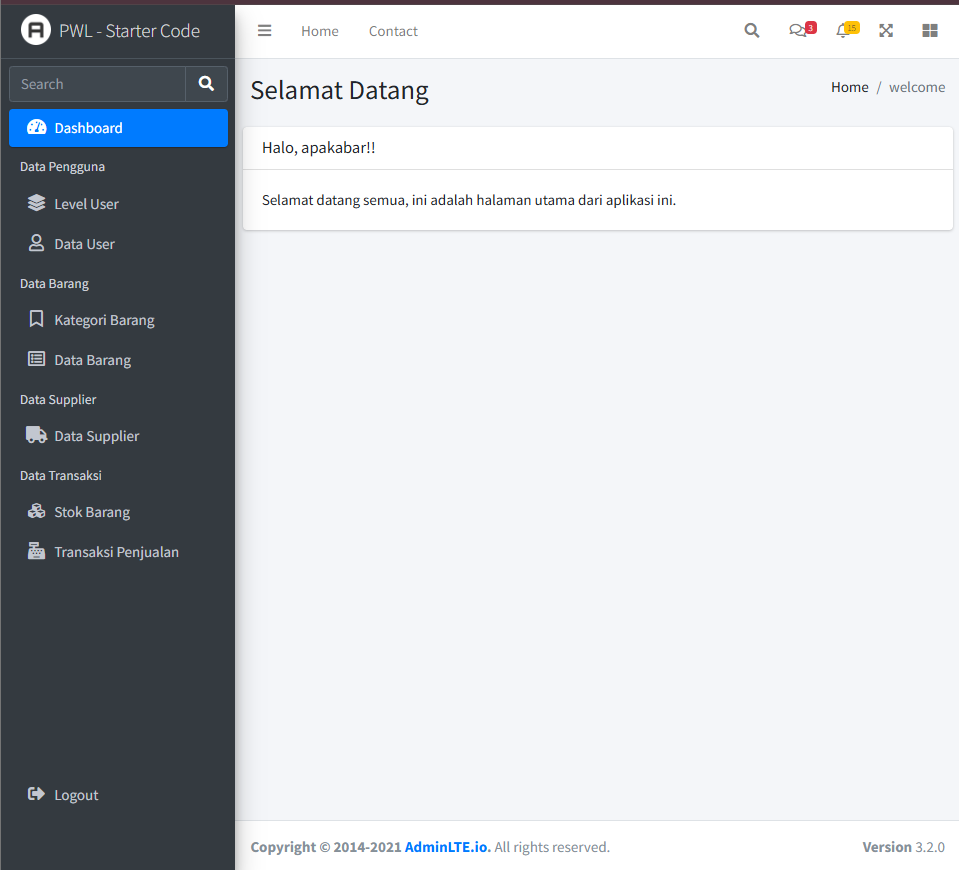 PWL - Starter Code
Search
Dashboard
Data Pengguna
Level User
Data User
Data Barang
Kategori Barang
Data Barang
Data Supplier
Data Supplier
Data Transaksi
Stok Barang
Transaksi Penjualan
Logout
Home Contact 3 15
Selamat Datang
Home / welcome
Halo, apakabar!!
Selamat datang semua, ini adalah halaman utama dari aplikasi ini.
Copyright © 2014-2021 AdminLTE.io. All rights reserved.
Version 3.2.0